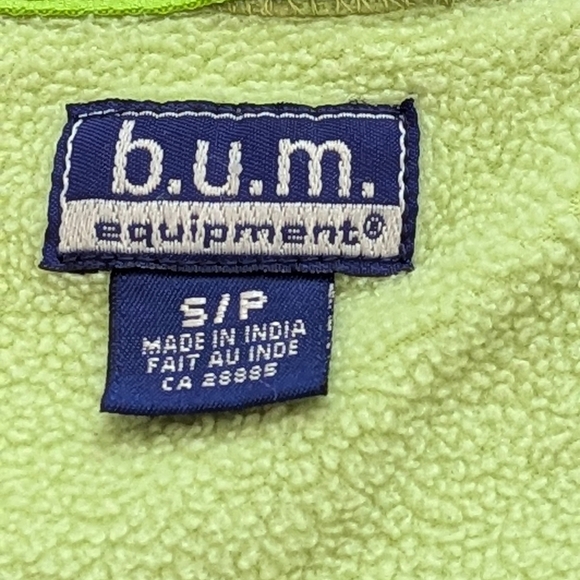 b.u.m.
equipment®
S/P
MADE IN INDIA
FAIT AU INDE
CA 28885